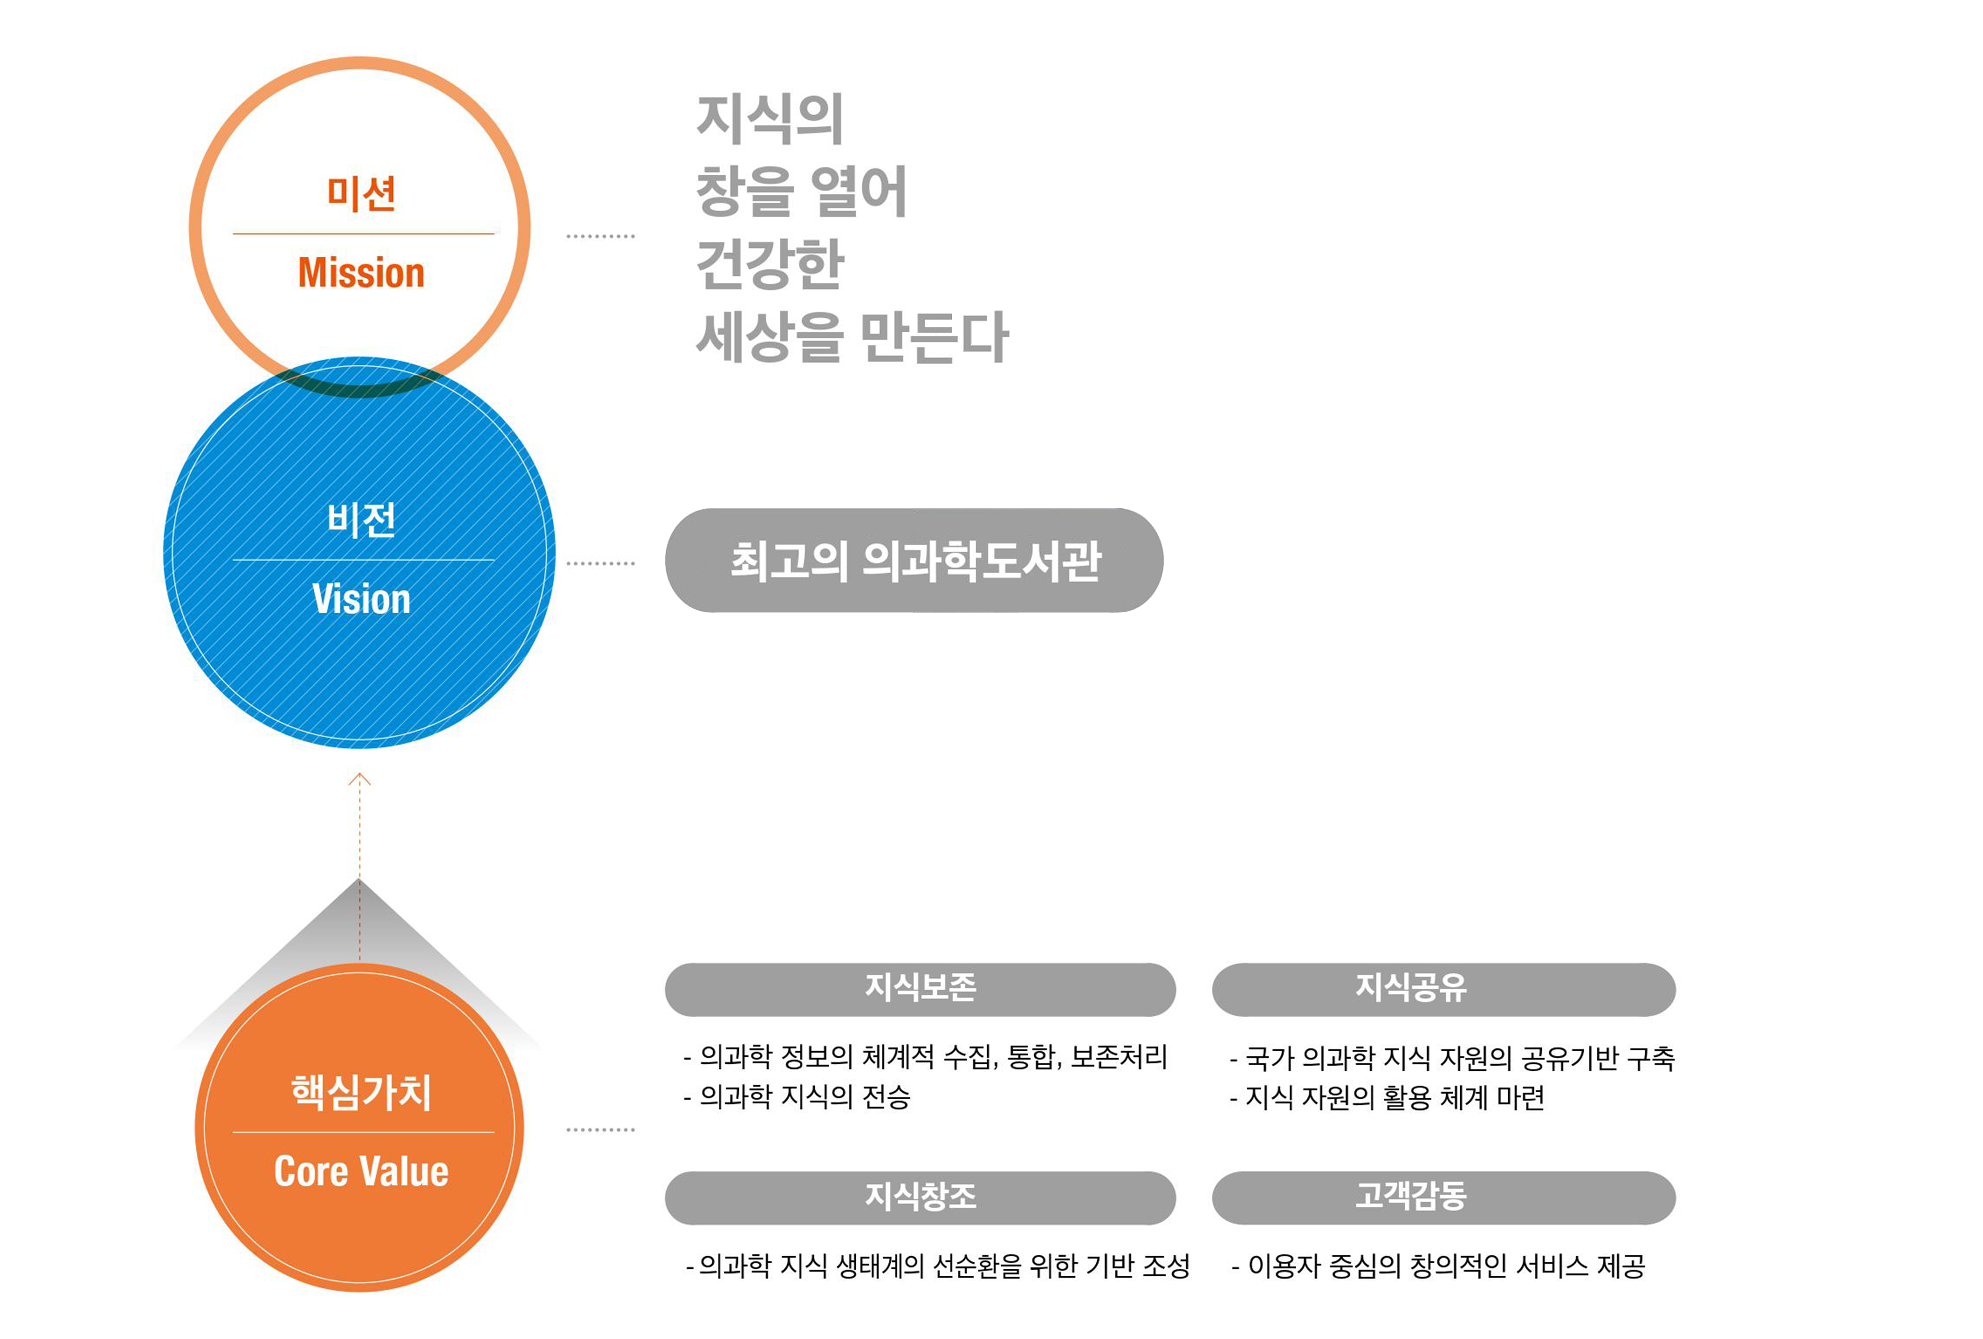 미션
Mission
지식의
창을 열어
건강한
세상을 만든다
비전
Vision
최고의 의과학도서관
핵심가치
Core Value
지식보존
- 의과학 정보의 체계적 수집, 통합, 보존처리
- 의과학 지식의 전승
지식공유
- 국가 의과학 지식 자원의 공유기반 구축
- 지식 자원의 활용 체계 마련
지식창조
- 의과학 지식 생태계의 선순환을 위한 기반 조성
고객감동
- 이용자 중심의 창의적인 서비스 제공